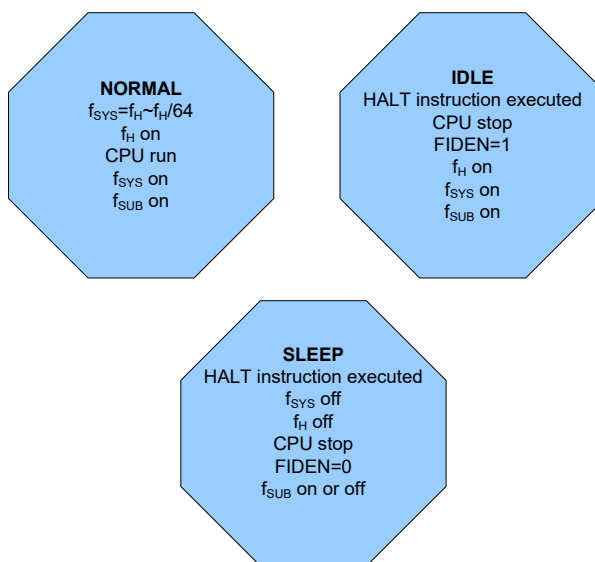 NORMAL
fSYS=fH~fH/64
fH on
CPU run
fSYS on
fSUB on
IDLE
HALT instruction executed
CPU stop
FIDEN=1
fH on
fSYS on
fSUB on
SLEEP
HALT instruction executed
fSYS off
fH off
CPU stop
FIDEN=0
fSUB on or off